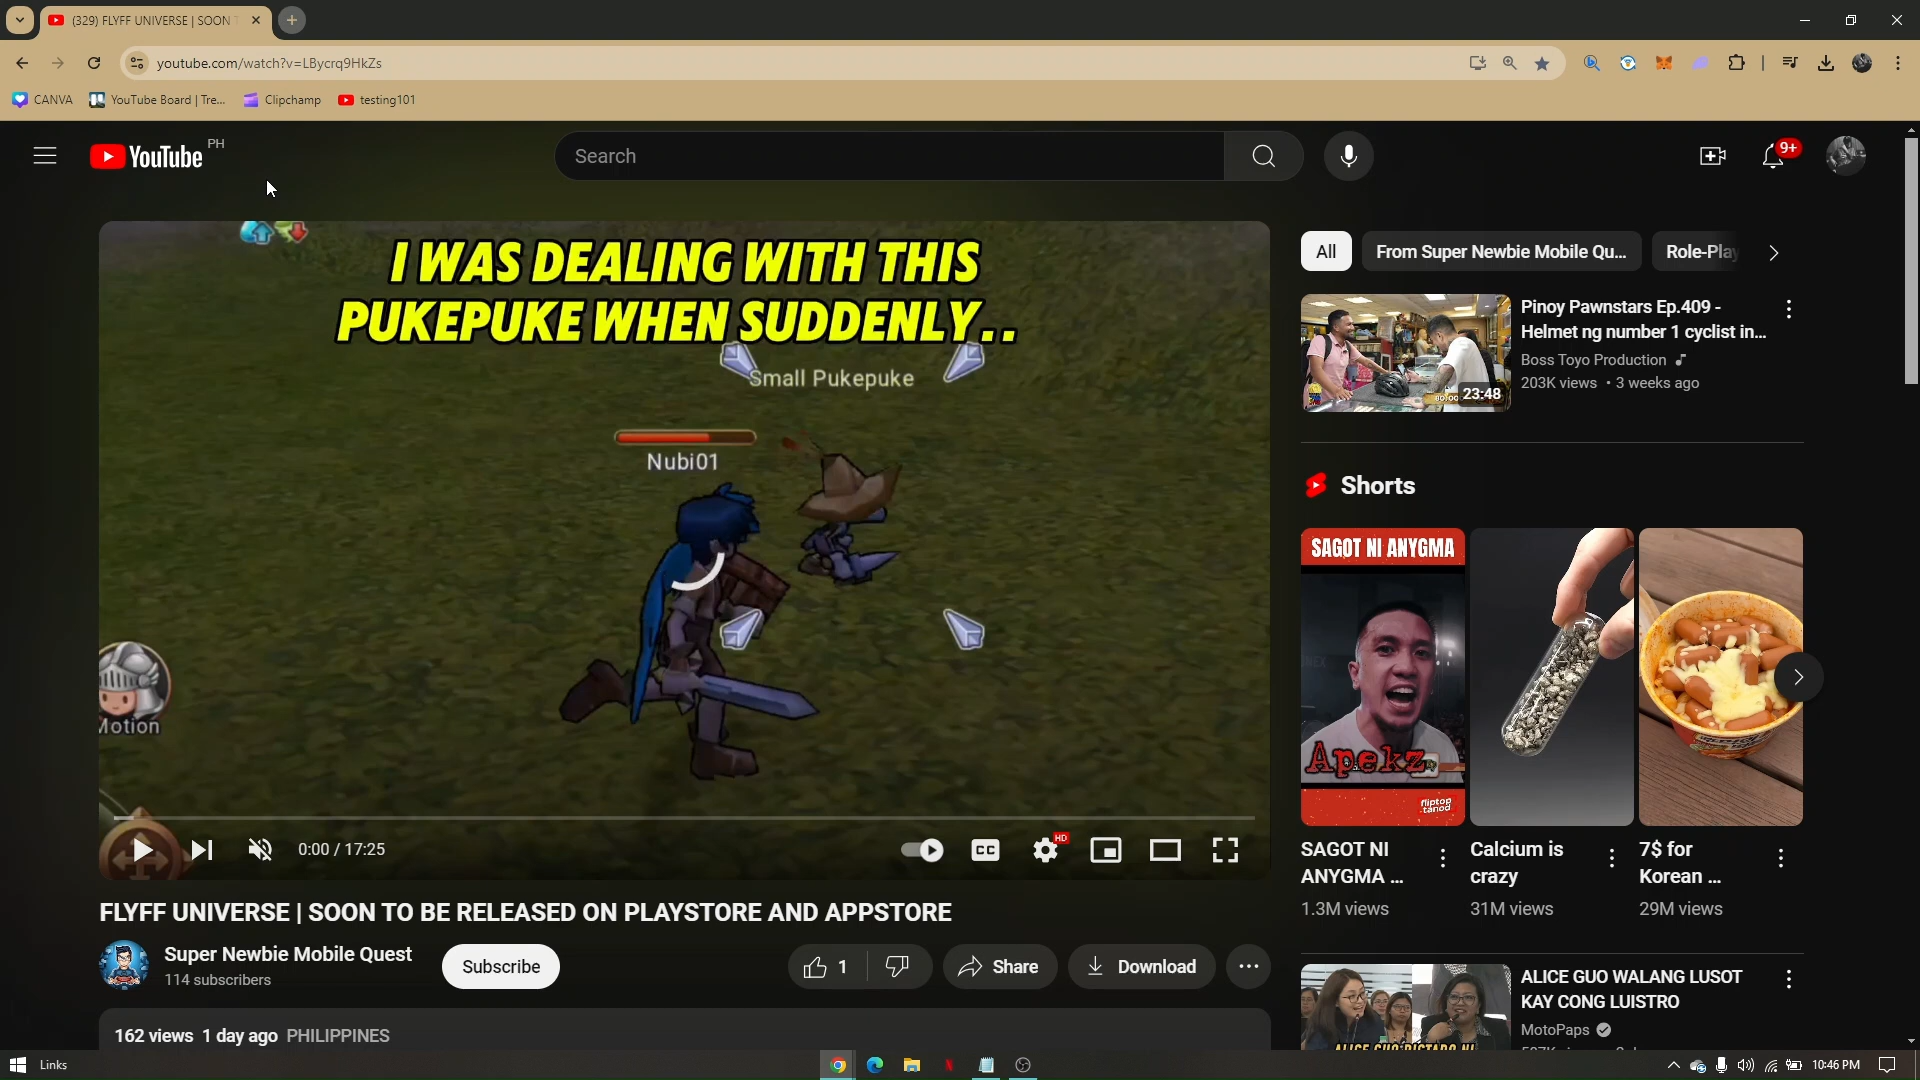 (329) FLYFF UNIVERSE | SOON T
youtube.com/watch?v=LBycrq9HkZs
CANVA
YouTube Board | Tre...
Clipchamp
testing101
YouTube PH
Search
9+
I WAS DEALING WITH THIS
PUKEPUKE WHEN SUDDENLY..
Small Pukepuke
Nubi01
Motion
0:00 / 17:25
CC
HD
FLYFF UNIVERSE | SOON TO BE RELEASED ON PLAYSTORE AND APPSTORE
Super Newbie Mobile Quest
114 subscribers
Subscribe
1
Share
Download
162 views 1 day ago PHILIPPINES
All
From Super Newbie Mobile Qu...
Role-Play
23:48
Pinoy Pawnstars Ep.409 -
Helmet ng number 1 cyclist in...
Boss Toyo Production
203K views • 3 weeks ago
Shorts
SAGOT NI ANYGMA
Apekz
fliptop
tanod
SAGOT NI
ANYGMA ...
1.3M views
Calcium is
crazy
31M views
7$ for
Korean ...
29M views
ALICE GUO WALANG LUSOT
KAY CONG LUISTRO
MotoPaps
Links
10:46 PM